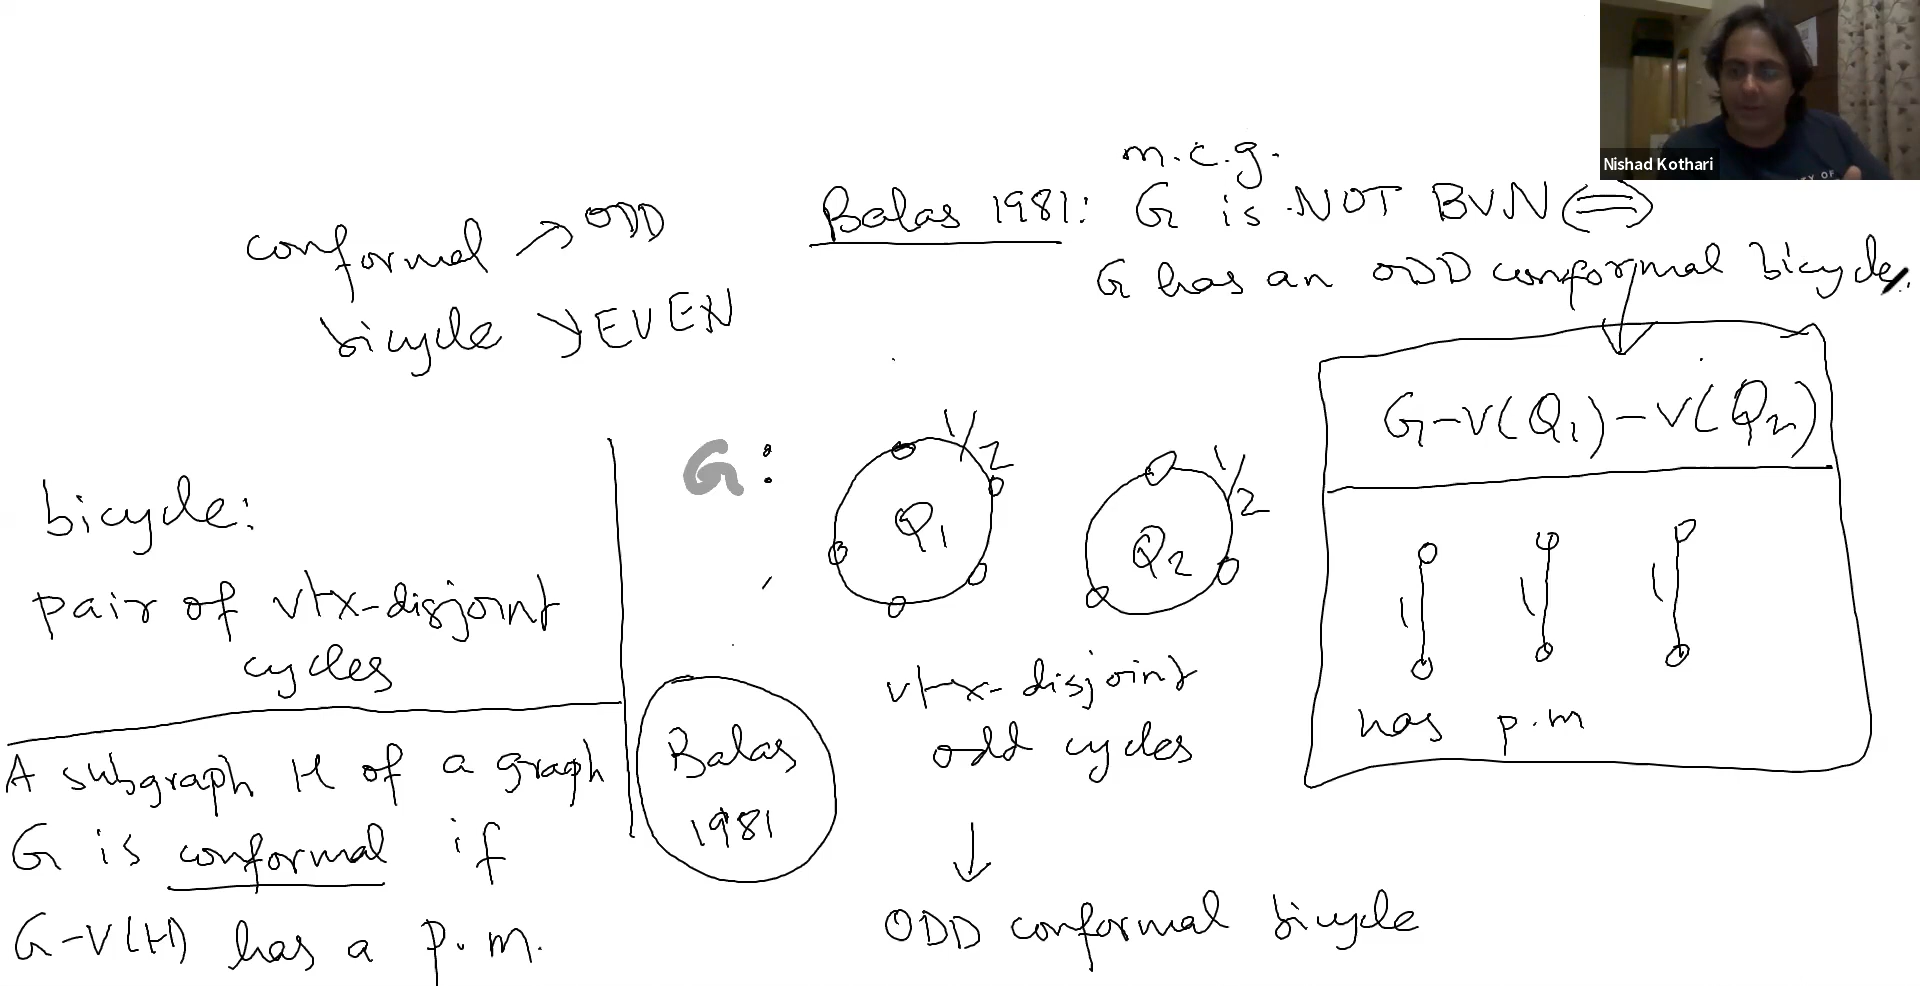 m.c.g.
Balas 1981: G is NOT BVN ⟺
G has an ODD conformal bicycle.
conformal → ODD
bicycle → EVEN
Nishad Kothari
G:
Q1
1/2
Q2
1/2
vtx-disjoint
odd cycles
↓
ODD conformal bicycle
G-V(Q1)-V(Q2)
1 1 1
has p.m
bicycle:
pair of vtx-disjoint
cycles
A subgraph H of a graph
G is conformal if
G-V(H) has a p.m.
Balas
1981